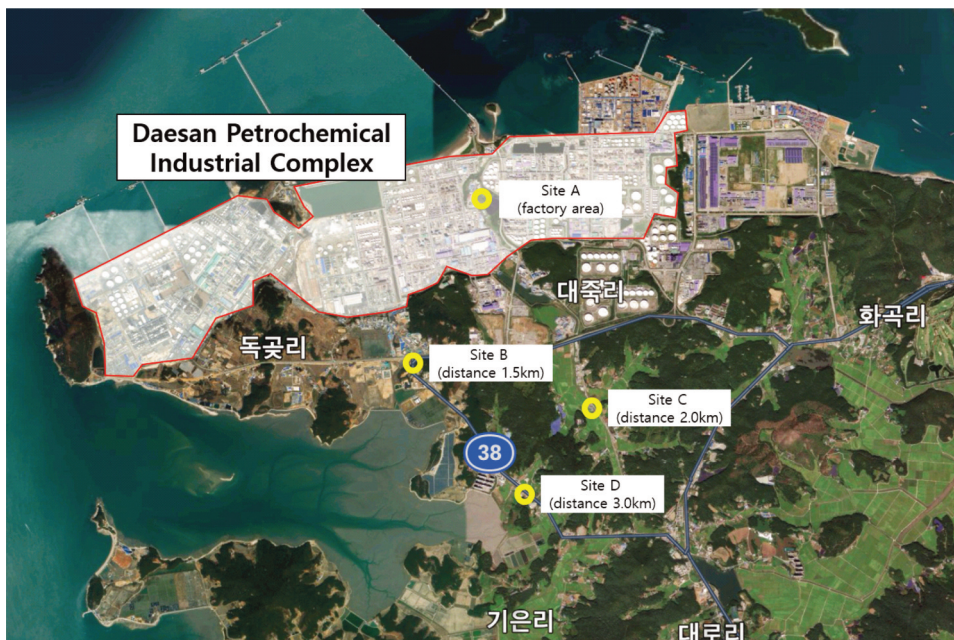 Daesan Petrochemical
Industrial Complex
Site A
(factory area)
대죽리
화곡리
독곶리
Site B
(distance 1.5km)
Site C
(distance 2.0km)
38
Site D
(distance 3.0km)
기은리
대로리